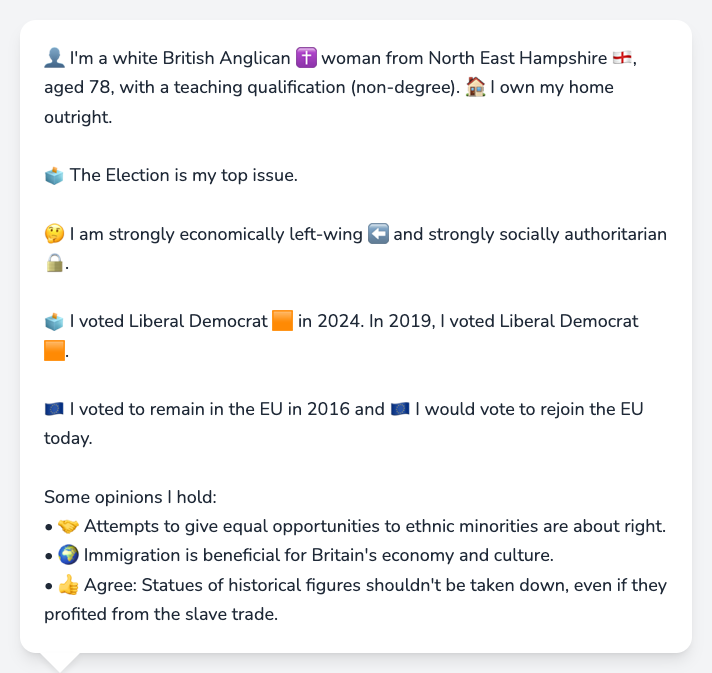 👤 I'm a white British Anglican ✝️ woman from North East Hampshire 🏴󠁧󠁢󠁥󠁮󠁧󠁿,
aged 78, with a teaching qualification (non-degree). 🏠 I own my home
outright.
🗳️ The Election is my top issue.
🤔 I am strongly economically left-wing ⬅️ and strongly socially authoritarian
🔒.
🗳️ I voted Liberal Democrat 🟧 in 2024. In 2019, I voted Liberal Democrat
🟧.
🇪🇺 I voted to remain in the EU in 2016 and 🇪🇺 I would vote to rejoin the EU
today.
Some opinions I hold:
• 🤝 Attempts to give equal opportunities to ethnic minorities are about right.
• 🌍 Immigration is beneficial for Britain's economy and culture.
• 👍 Agree: Statues of historical figures shouldn't be taken down, even if they
profited from the slave trade.